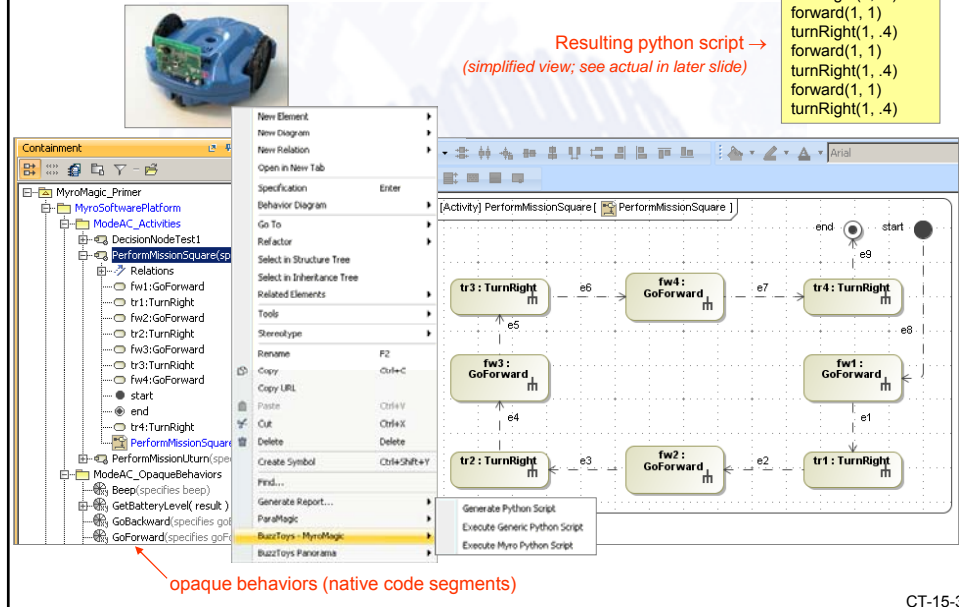 forward(1, 1)
turnRight(1, .4)
forward(1, 1)
turnRight(1, .4)
forward(1, 1)
turnRight(1, .4)
Resulting python script →
(simplified view; see actual in later slide)
Containment
MyroMagic_Primer
MyroSoftwarePlatform
ModeAC_Activities
DecisionNodeTest1
PerformMissionSquare(sp
Relations
fw1:GoForward
tr1:TurnRight
fw2:GoForward
tr2:TurnRight
fw3:GoForward
tr3:TurnRight
fw4:GoForward
start
end
tr4:TurnRight
PerformMissionSquare
PerformMissionUturn(spe
ModeAC_OpaqueBehaviors
Beep(specifies beep)
GetBatteryLevel( result )
GoBackward(specifies gol
GoForward(specifies goFo
New Element
New Diagram
New Relation
Open in New Tab
Specification Enter
Behavior Diagram
Go To
Refactor
Select in Structure Tree
Select in Inheritance Tree
Related Elements
Tools
Stereotype
Rename F2
Copy Ctrl+C
Copy URL
Paste Ctrl+V
Cut Ctrl+X
Delete Delete
Create Symbol Ctrl+Shift+Y
Find...
Generate Report...
ParaMagic
BuzzToys - MyroMagic
BuzzToys Panorama
Generate Python Script
Execute Generic Python Script
Execute Myro Python Script
Arial
[Activity] PerformMissionSquare [ PerformMissionSquare ]
end start
e9
tr3 : TurnRight
e6
fw4 :
GoForward
e7
tr4 : TurnRight
e5
e8
fw3 :
GoForward
fw1 :
GoForward
e4
e1
tr2 : TurnRight
e3
fw2 :
GoForward
e2
tr1 : TurnRight
opaque behaviors (native code segments)
CT-15-3